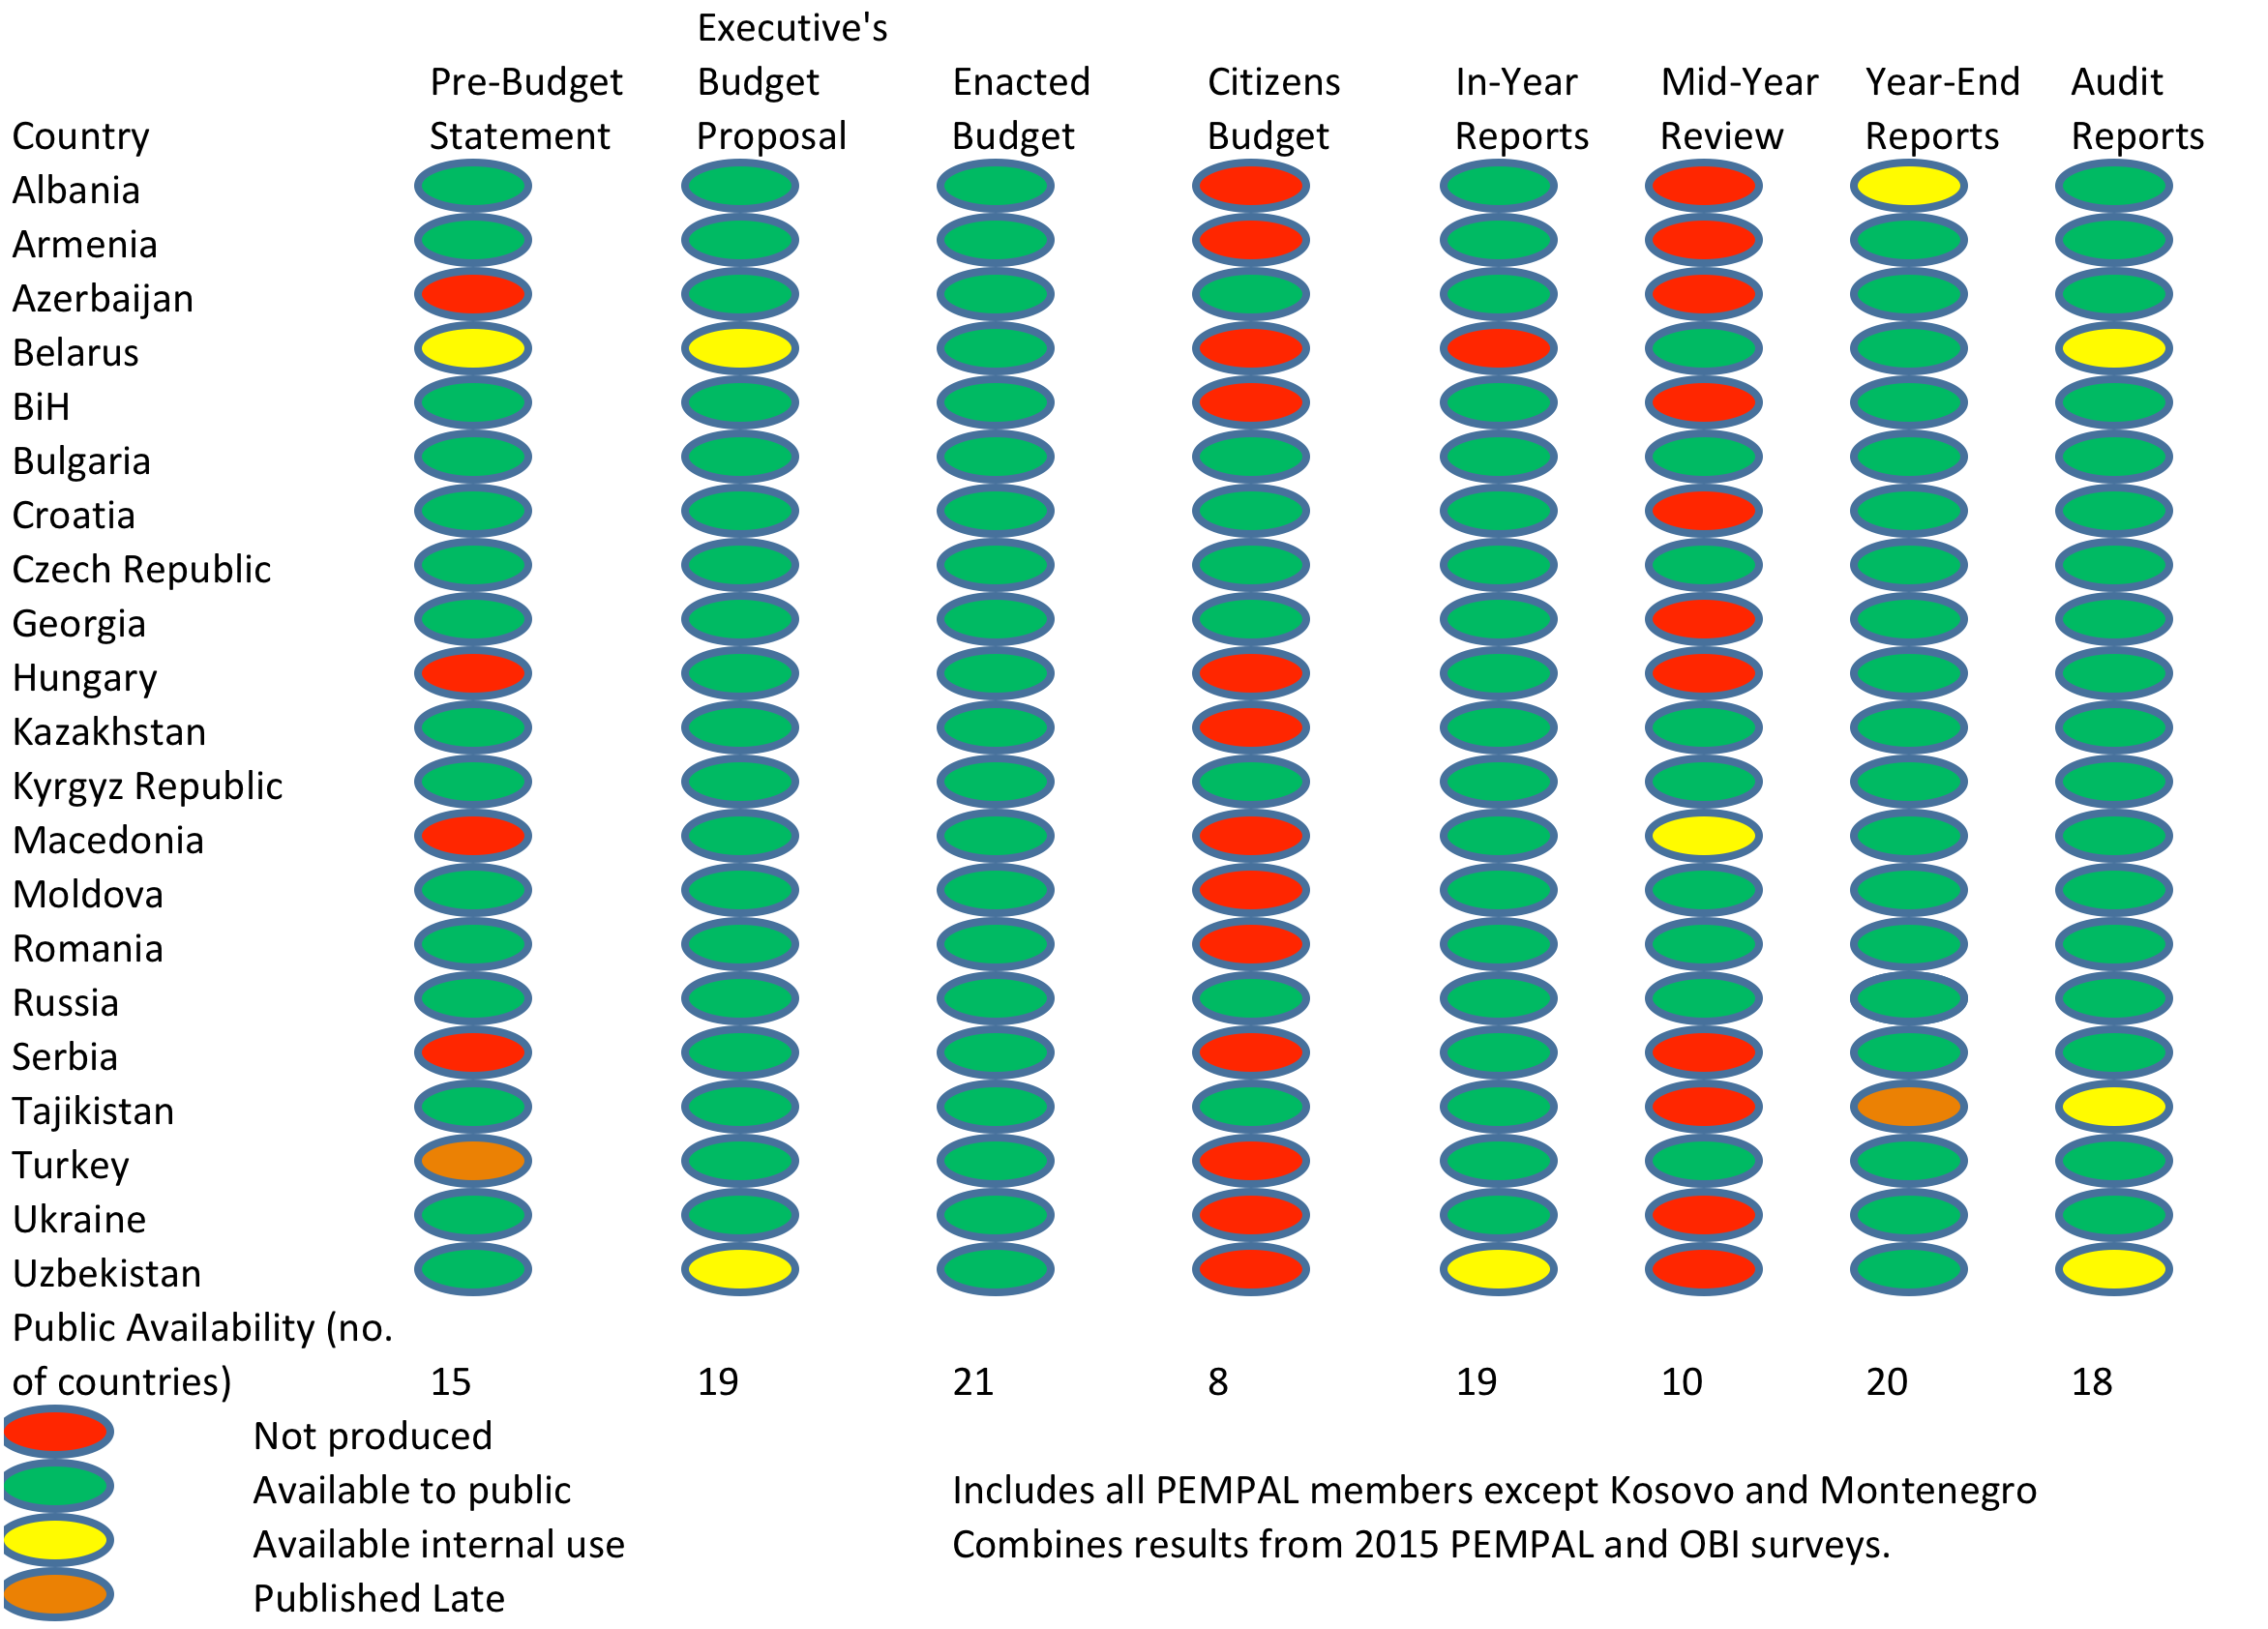 Executive's
Pre-Budget Budget Enacted Citizens In-Year Mid-Year Year-End Audit
Country Statement Proposal Budget Budget Reports Review Reports Reports
Albania
Armenia
Azerbaijan
Belarus
BiH
Bulgaria
Croatia
Czech Republic
Georgia
Hungary
Kazakhstan
Kyrgyz Republic
Macedonia
Moldova
Romania
Russia
Serbia
Tajikistan
Turkey
Ukraine
Uzbekistan
Public Availability (no.
of countries) 15 19 21 8 19 10 20 18
Not produced
Available to public Includes all PEMPAL members except Kosovo and Montenegro
Available internal use Combines results from 2015 PEMPAL and OBI surveys.
Published Late